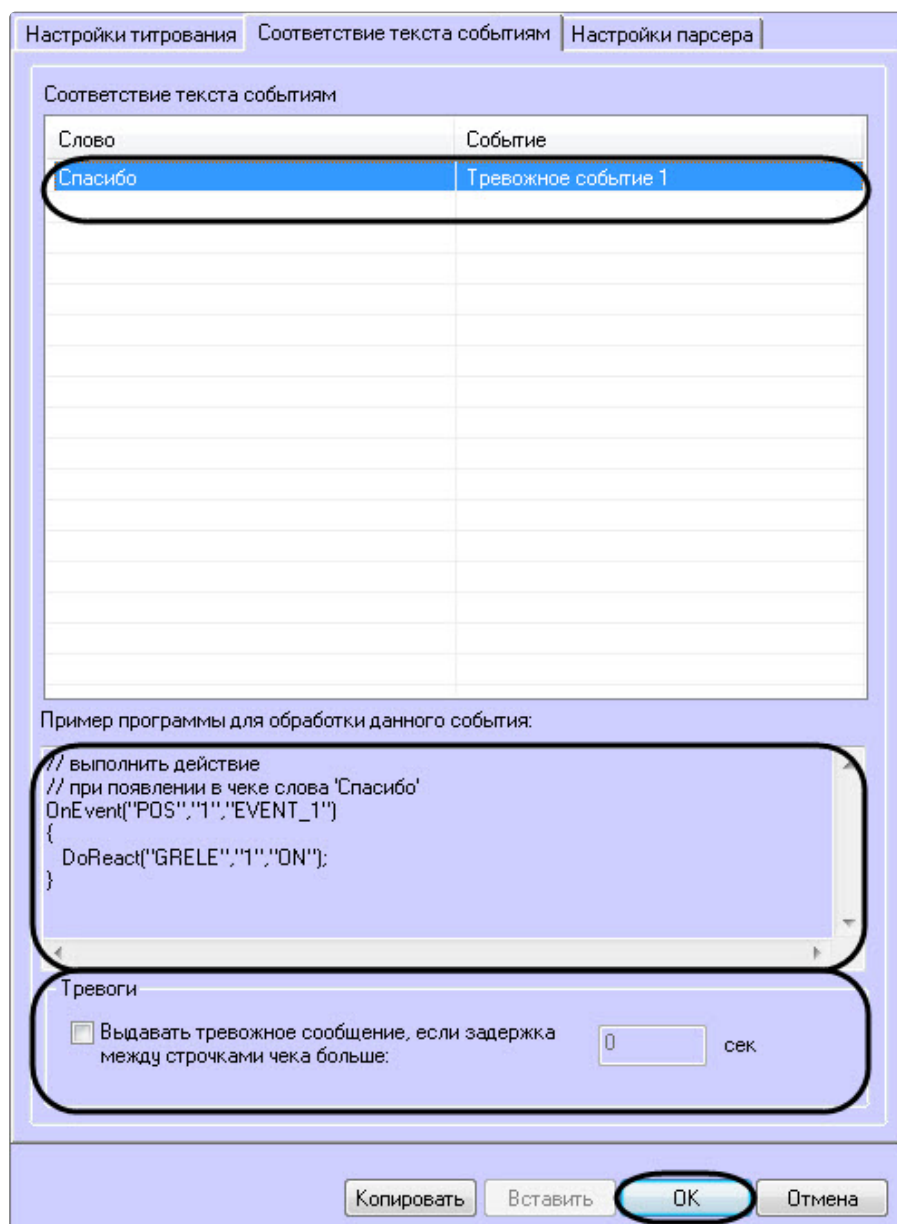 Настройки титрования Соответствие текста событиям Настройки парсера
Соответствие текста событиям
Слово Событие
Спасибо Тревожное событие 1
Пример программы для обработки данного события:
// выполнить действие
// при появлении в чеке слова 'Спасибо'
OnEvent("POS","1","EVENT_1")
{
DoReact("GRELE","1","ON");
}
Тревоги
Выдавать тревожное сообщение, если задержка
между строчками чека больше:
0 сек
Копировать Вставить OK Отмена